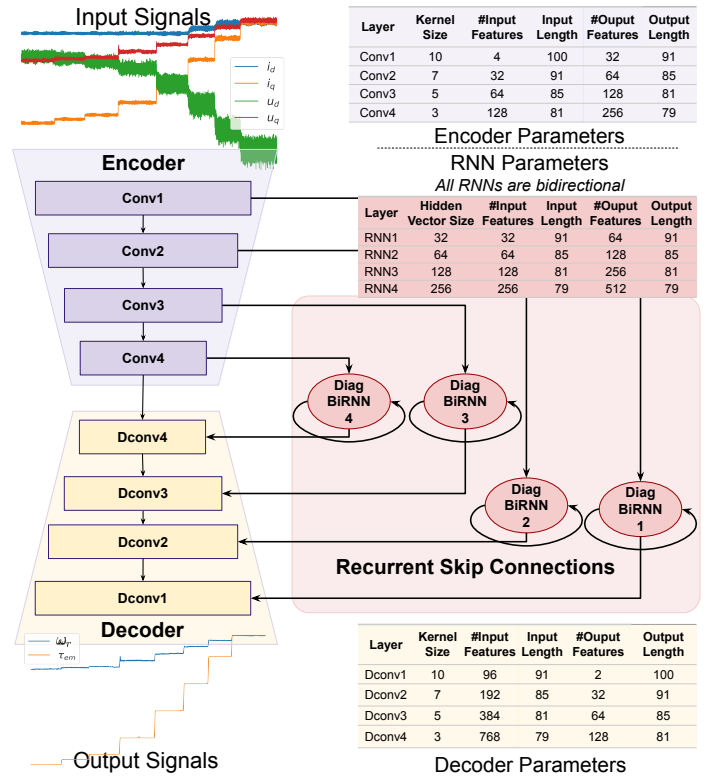 Input Signals
i_d
i_q
u_d
u_q
Layer Kernel Size #Input Features Input Length #Ouput Features Output Length
Conv1 10 4 100 32 91
Conv2 7 32 91 64 85
Conv3 5 64 85 128 81
Conv4 3 128 81 256 79
Encoder Parameters
RNN Parameters
All RNNs are bidirectional
Layer Hidden Vector Size #Input Features Input Length #Ouput Features Output Length
RNN1 32 32 91 64 91
RNN2 64 64 85 128 85
RNN3 128 128 81 256 81
RNN4 256 256 79 512 79
Encoder
Conv1
Conv2
Conv3
Conv4
Diag
BiRNN
4
Diag
BiRNN
3
Diag
BiRNN
2
Diag
BiRNN
1
Recurrent Skip Connections
Dconv4
Dconv3
Dconv2
Dconv1
Decoder
ω_r
τ_em
Output Signals
Layer Kernel Size #Input Features Input Length #Ouput Features Output Length
Dconv1 10 96 91 2 100
Dconv2 7 192 85 32 91
Dconv3 5 384 81 64 85
Dconv4 3 768 79 128 81
Decoder Parameters